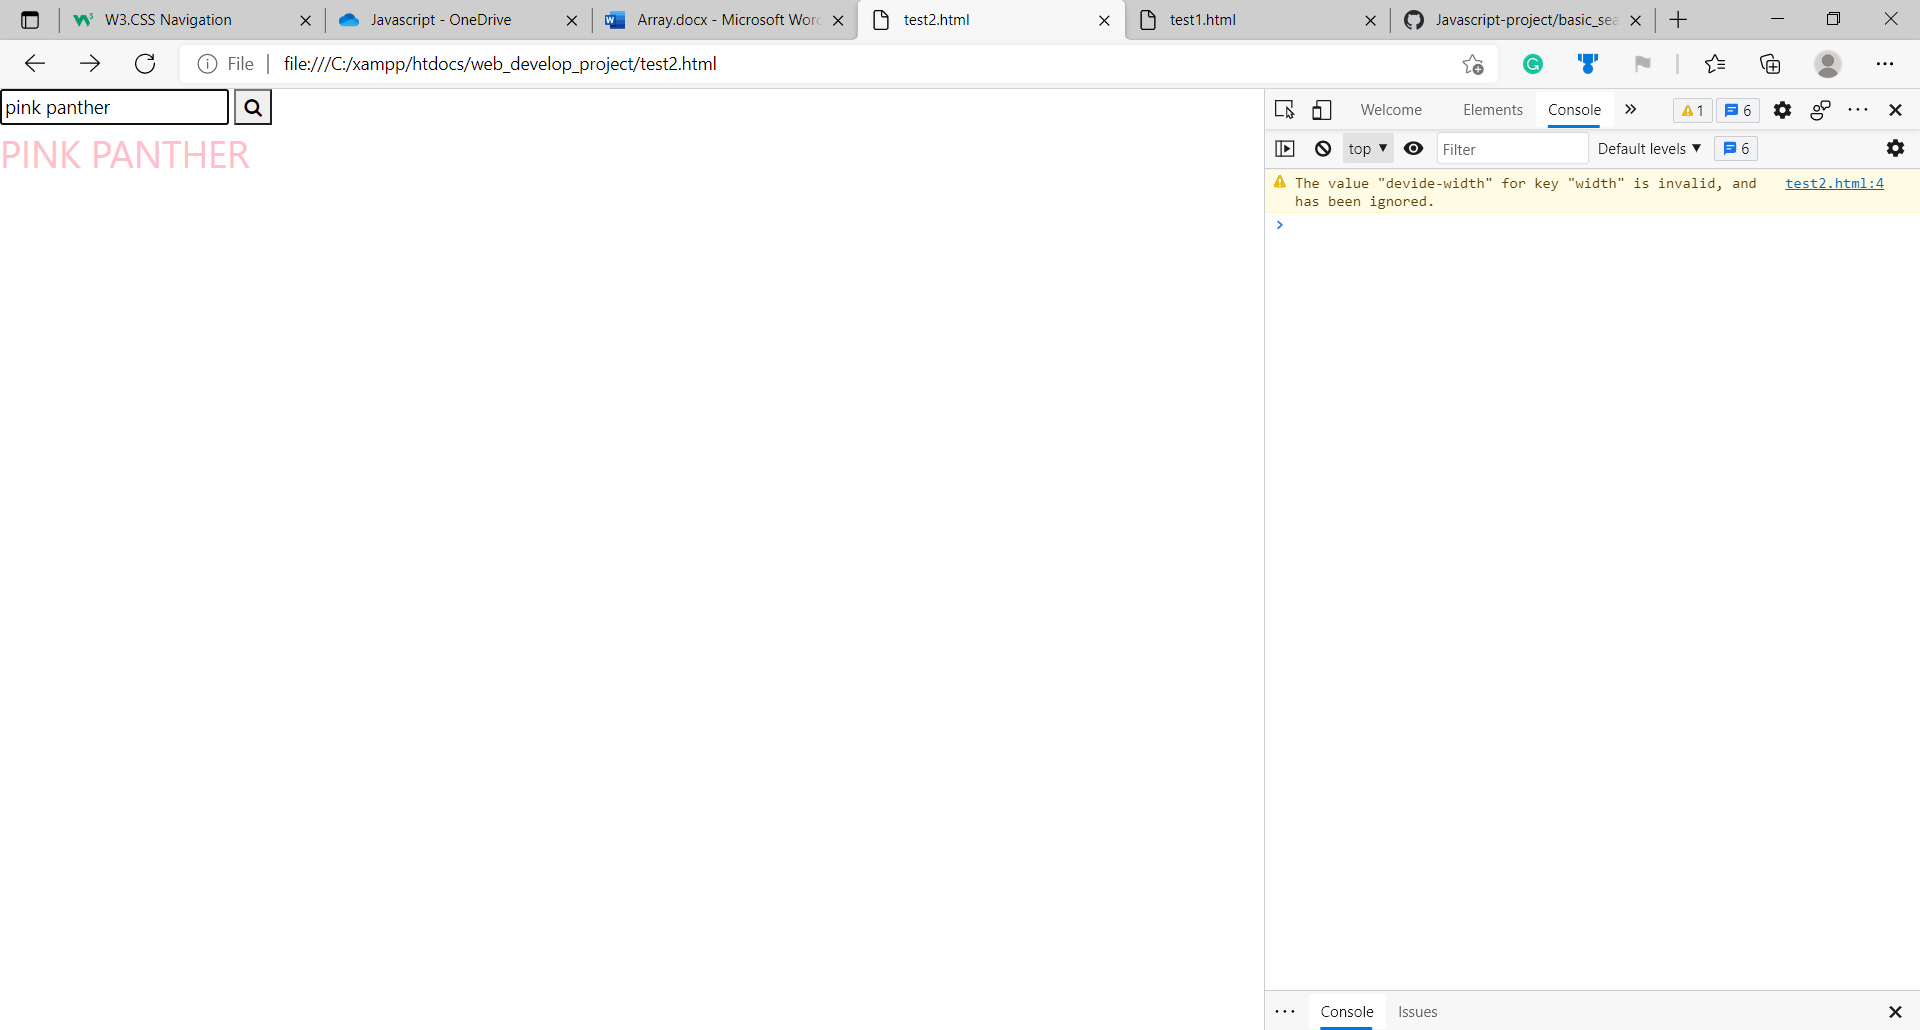 W3.CSS Navigation
Javascript - OneDrive
Array.docx - Microsoft Word
test2.html
test1.html
Javascript-project/basic_sea
File file:///C:/xampp/htdocs/web_develop_project/test2.html
pink panther
PINK PANTHER
Welcome Elements Console 1 6
top Filter Default levels 6
The value "devide-width" for key "width" is invalid, and test2.html:4
has been ignored.
Console Issues